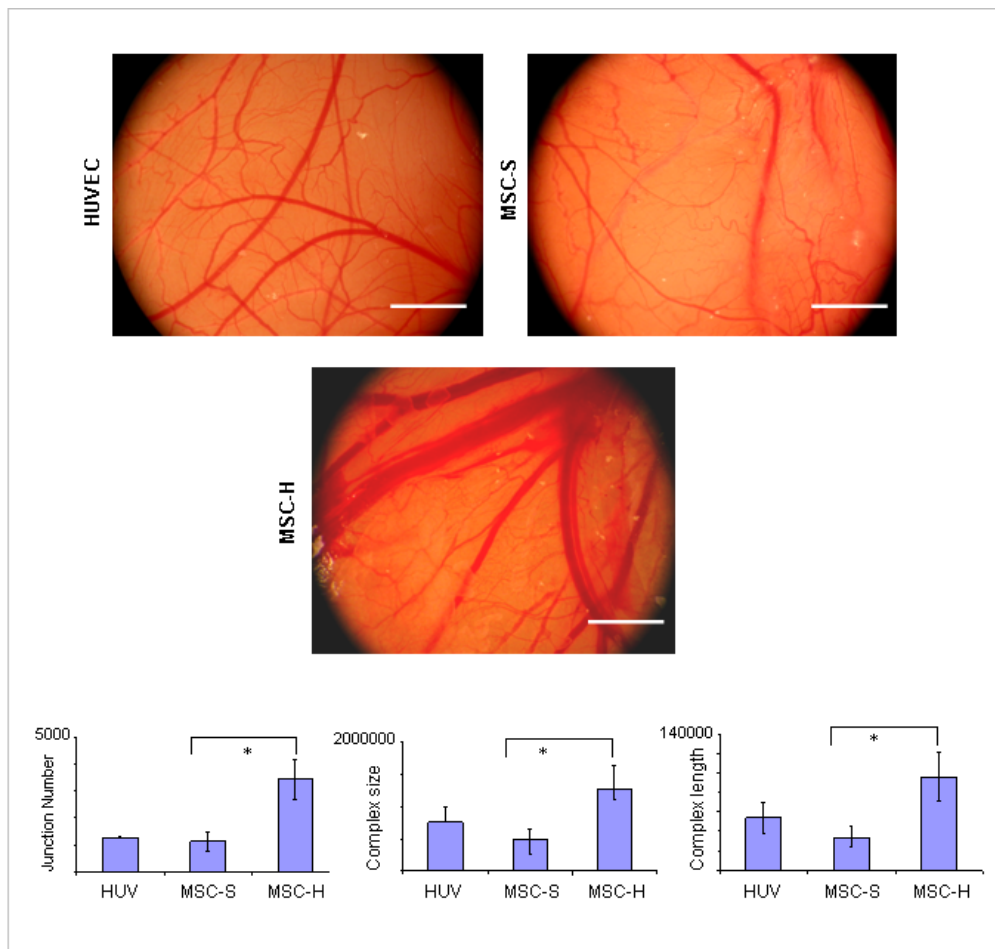 HUVEC
MSC-S
MSC-H
5000
Junction Number
*
HUV MSC-S MSC-H
2000000
Complex size
*
HUV MSC-S MSC-H
140000
Complex length
*
HUV MSC-S MSC-H